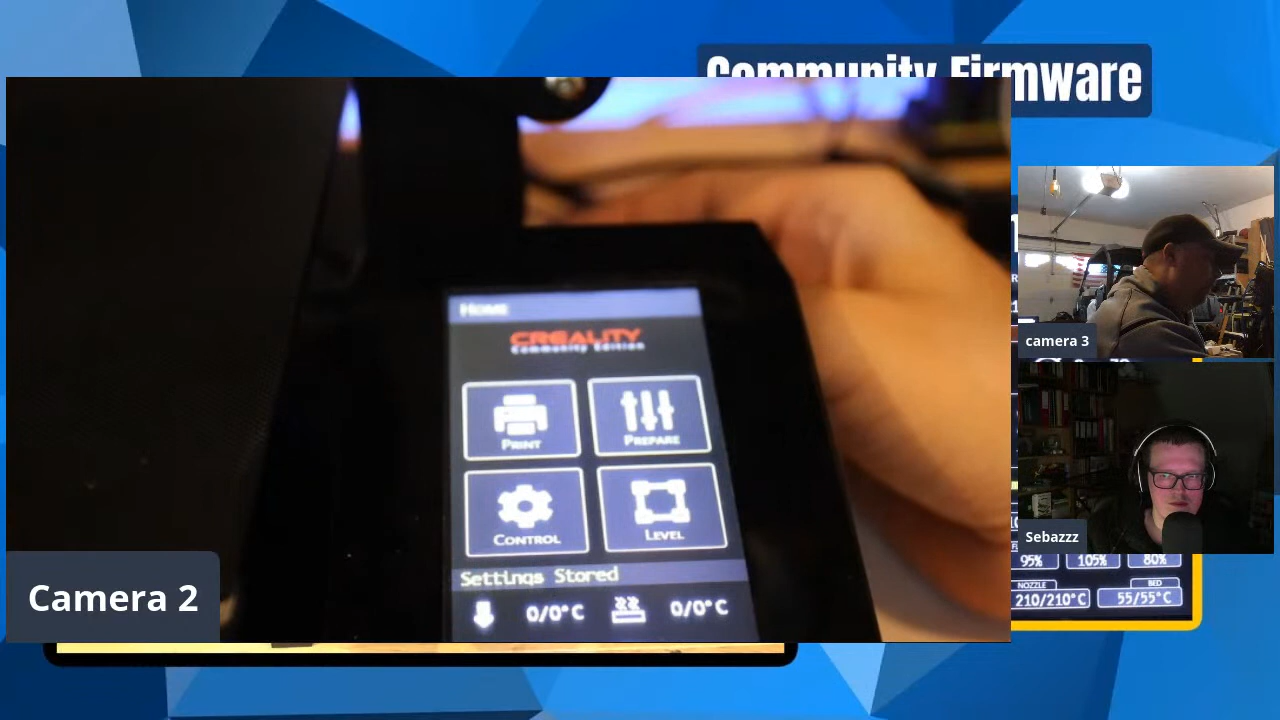 Community Firmware
HOME
CREALITY
Community Edition
PRINT
PREPARE
CONTROL
LEVEL
Settings Stored
0/0°C
0/0°C
Camera 2
camera 3
Sebazzz
95%
105%
80%
NOZZLE
BED
210/210°C
55/55°C